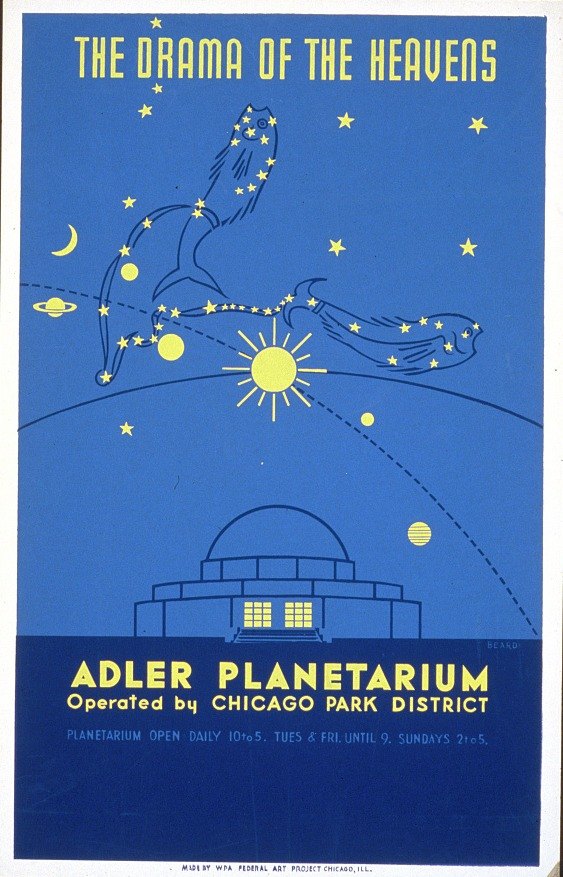 THE DRAMA OF THE HEAVENS
BEARD
ADLER PLANETARIUM
Operated by CHICAGO PARK DISTRICT
PLANETARIUM OPEN DAILY 10 to 5. TUES & FRI. UNTIL 9. SUNDAYS 2 to 5.
MADE BY WPA FEDERAL ART PROJECT CHICAGO, ILL.